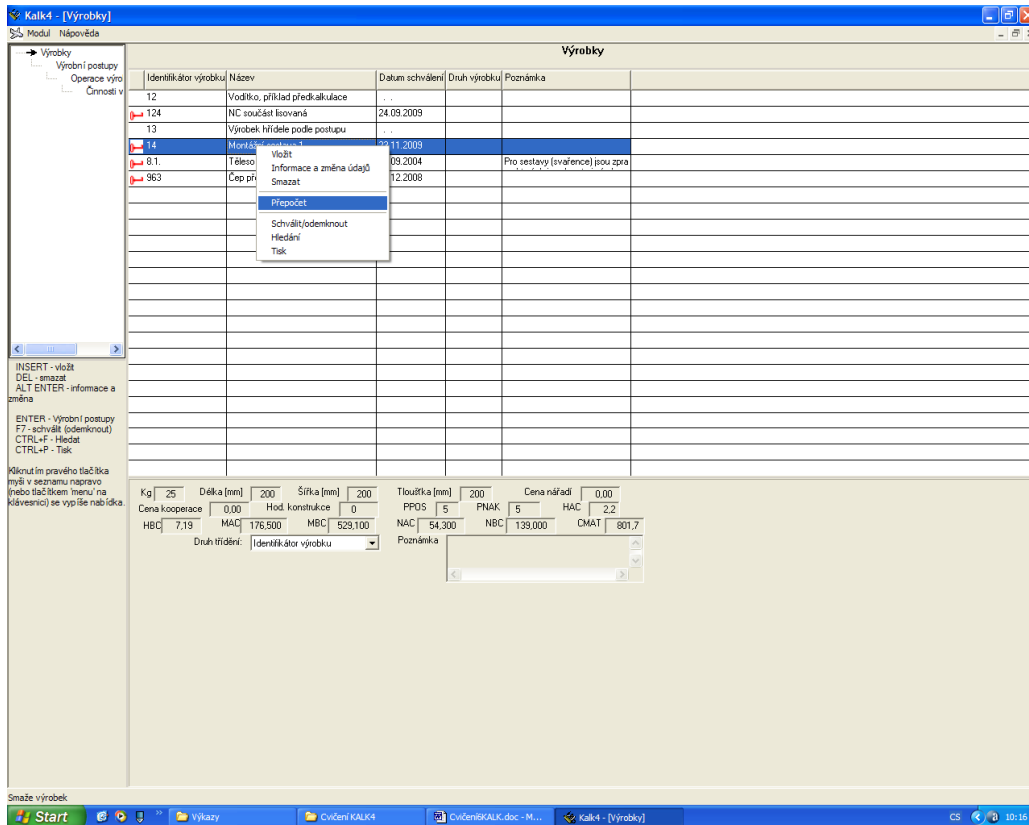 Kalk4 - [Výrobky]
Modul Nápověda
Výrobky
Výrobní postupy
Operace výro
Činnosti v
Výrobky
Identifikátor výrobku Název Datum schválení Druh výrobku Poznámka
12 Vodítko, příklad předkalkulace . .
124 NC součást lisovaná 24.09.2009
13 Výrobek hřídele podle postupu . .
14 Montážní sestava 1 23.11.2009
8.1. Těleso 09.2004 Pro sestavy (svařence) jsou zpra
963 Čep př 12.2008
Vložit
Informace a změna údajů
Smazat
Přepočet
Schválit/odemknout
Hledání
Tisk
INSERT - vložit
DEL - smazat
ALT ENTER - informace a
změna
ENTER - Výrobní postupy
F7 - schválit (odemknout)
CTRL+F - Hledat
CTRL+P - Tisk
Kliknutím pravého tlačítka
myši v seznamu napravo
(nebo tlačítkem 'menu' na
klávesnici) se vypíše nabídka.
Kg 25 Délka [mm] 200 Šířka [mm] 200 Tloušťka [mm] 200 Cena nářadí 0,00
Cena kooperace 0,00 Hod. konstrukce 0 PPOS 5 PNAK 5 HAC 2,2
HBC 7,19 MAC 176,500 MBC 529,100 NAC 54,300 NBC 139,000 CMAT 801,7
Druh třídění: Identifikátor výrobku Poznámka
Smaže výrobek
Start Výkazy Cvičení KALK4 Cvičení6KALK.doc - M... Kalk4 - [Výrobky] CS 10:16